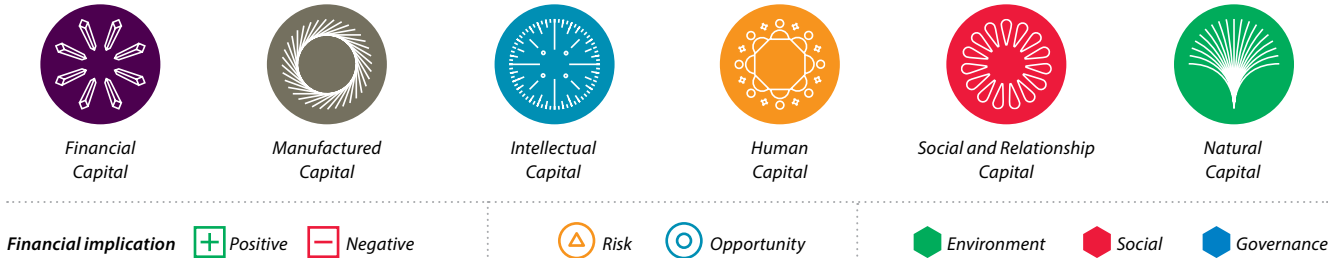 Financial
Capital
Manufactured
Capital
Intellectual
Capital
Human
Capital
Social and Relationship
Capital
Natural
Capital
Financial implication Positive Negative
Risk Opportunity
Environment Social Governance